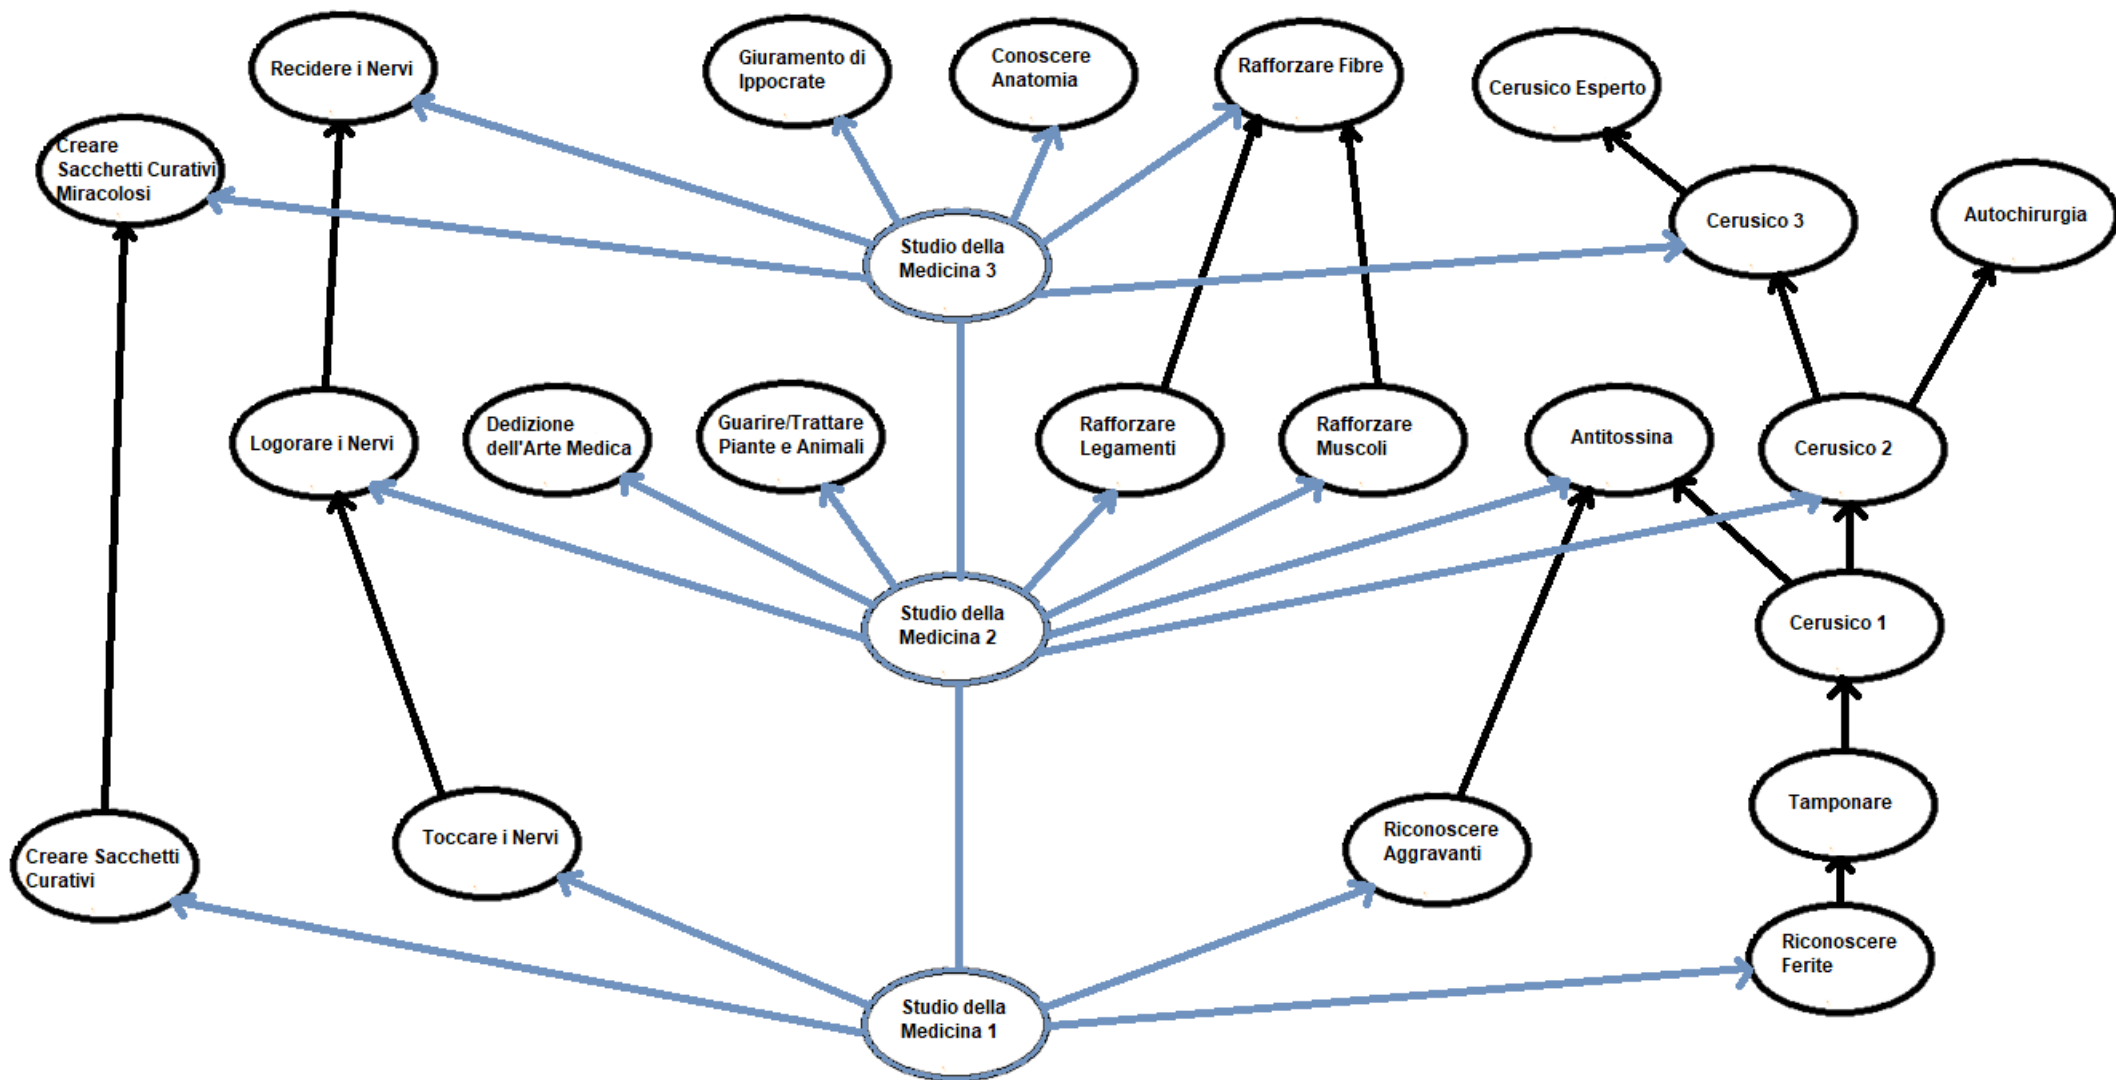 Recidere i Nervi
Giuramento di
Ippocrate
Conoscere
Anatomia
Rafforzare Fibre
Cerusico Esperto
Creare
Sacchetti Curativi
Miracolosi
Studio della
Medicina 3
Cerusico 3
Autochirurgia
Logorare i Nervi
Dedizione
dell'Arte Medica
Guarire/Trattare
Piante e Animali
Rafforzare
Legamenti
Rafforzare
Muscoli
Antitossina
Cerusico 2
Studio della
Medicina 2
Cerusico 1
Creare Sacchetti
Curativi
Toccare i Nervi
Riconoscere
Aggravanti
Tamponare
Riconoscere
Ferite
Studio della
Medicina 1